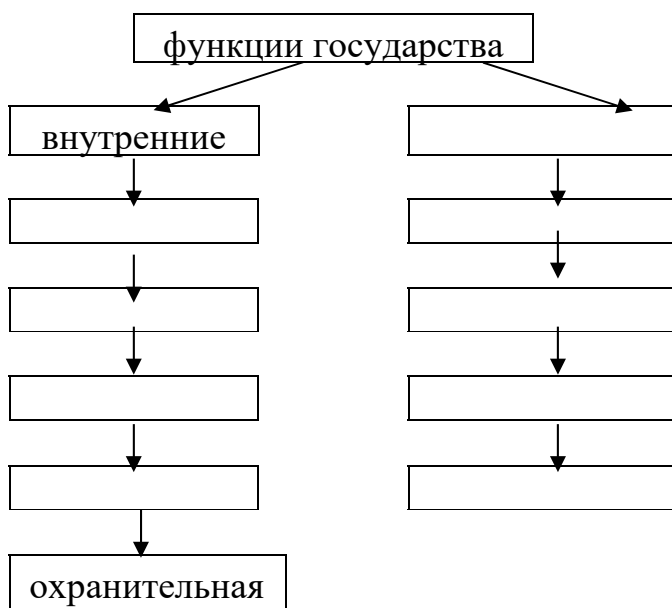 функции государства
внутренние
охранительная